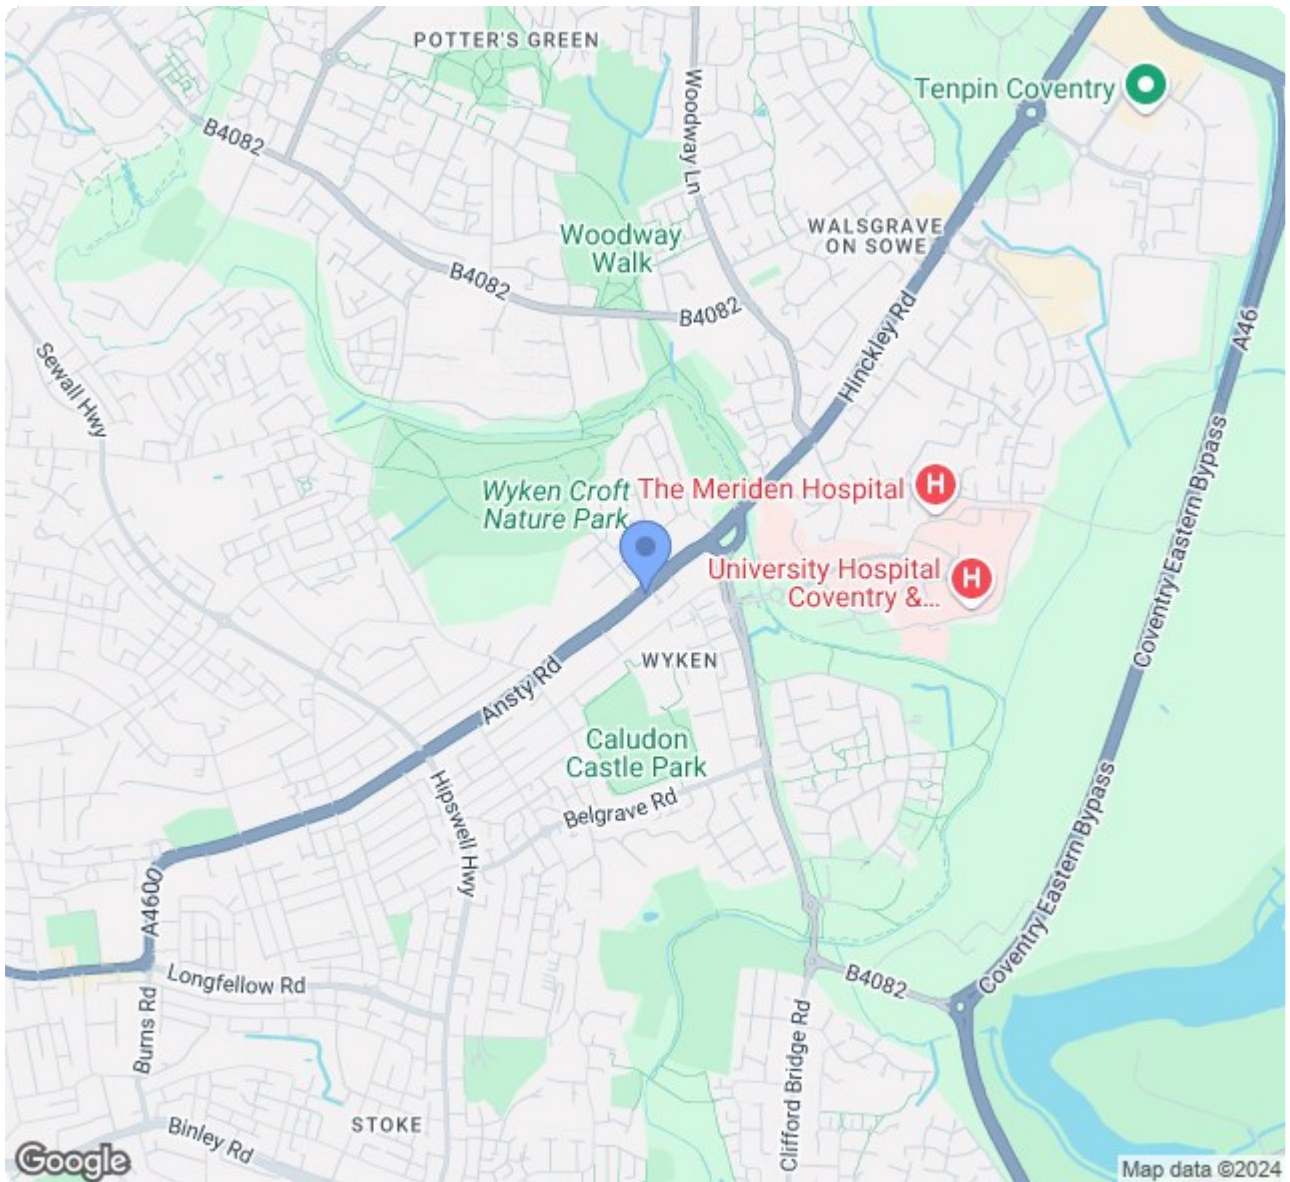 POTTER'S GREEN
Tenpin Coventry
B4082
Woodway Ln
WALSGRAVE
ON SOWE
Woodway
Walk
B4082
B4082
Hinckley Rd
A46
Sewall Hwy
Wyken Croft
Nature Park
The Meriden Hospital
H
University Hospital
Coventry &...
H
Coventry Eastern Bypass
WYKEN
Ansty Rd
Caludon
Castle Park
Belgrave Rd
Hipswell Hwy
Coventry Eastern Bypass
A4600
Longfellow Rd
B4082
Burns Rd
Clifford Bridge Rd
STOKE
Binley Rd
Google
Map data ©2024